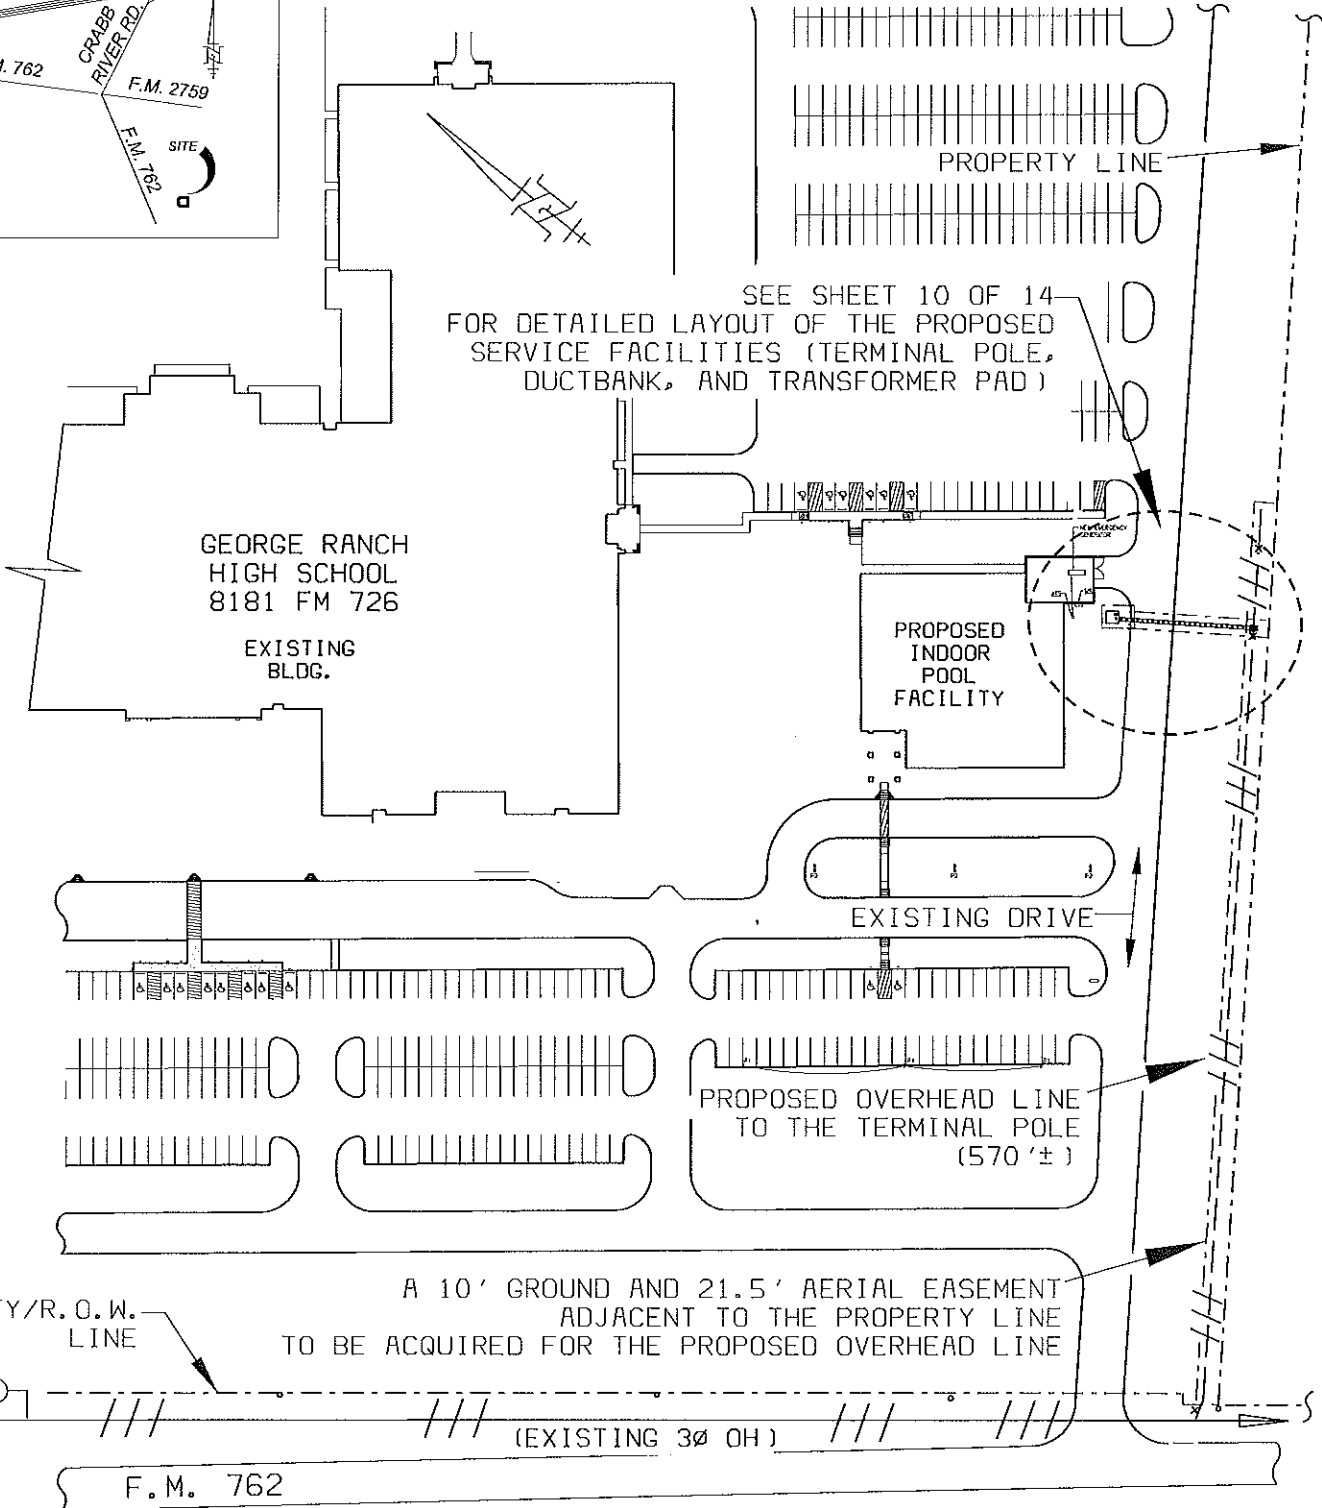 CRABB
RIVER RD.
M. 762
F.M. 2759
F.M. 762
SITE
PROPERTY LINE
SEE SHEET 10 OF 14
FOR DETAILED LAYOUT OF THE PROPOSED
SERVICE FACILITIES (TERMINAL POLE,
DUCTBANK, AND TRANSFORMER PAD)
GEORGE RANCH
HIGH SCHOOL
8181 FM 726
EXISTING
BLDG.
NEW EMERGENCY
GENERATOR
PROPOSED
INDOOR
POOL
FACILITY
EXISTING DRIVE
PROPOSED OVERHEAD LINE
TO THE TERMINAL POLE
(570'±)
A 10' GROUND AND 21.5' AERIAL EASEMENT
ADJACENT TO THE PROPERTY LINE
TO BE ACQUIRED FOR THE PROPOSED OVERHEAD LINE
TY/R.O.W.
LINE
(EXISTING 3Ø OH)
F.M. 762